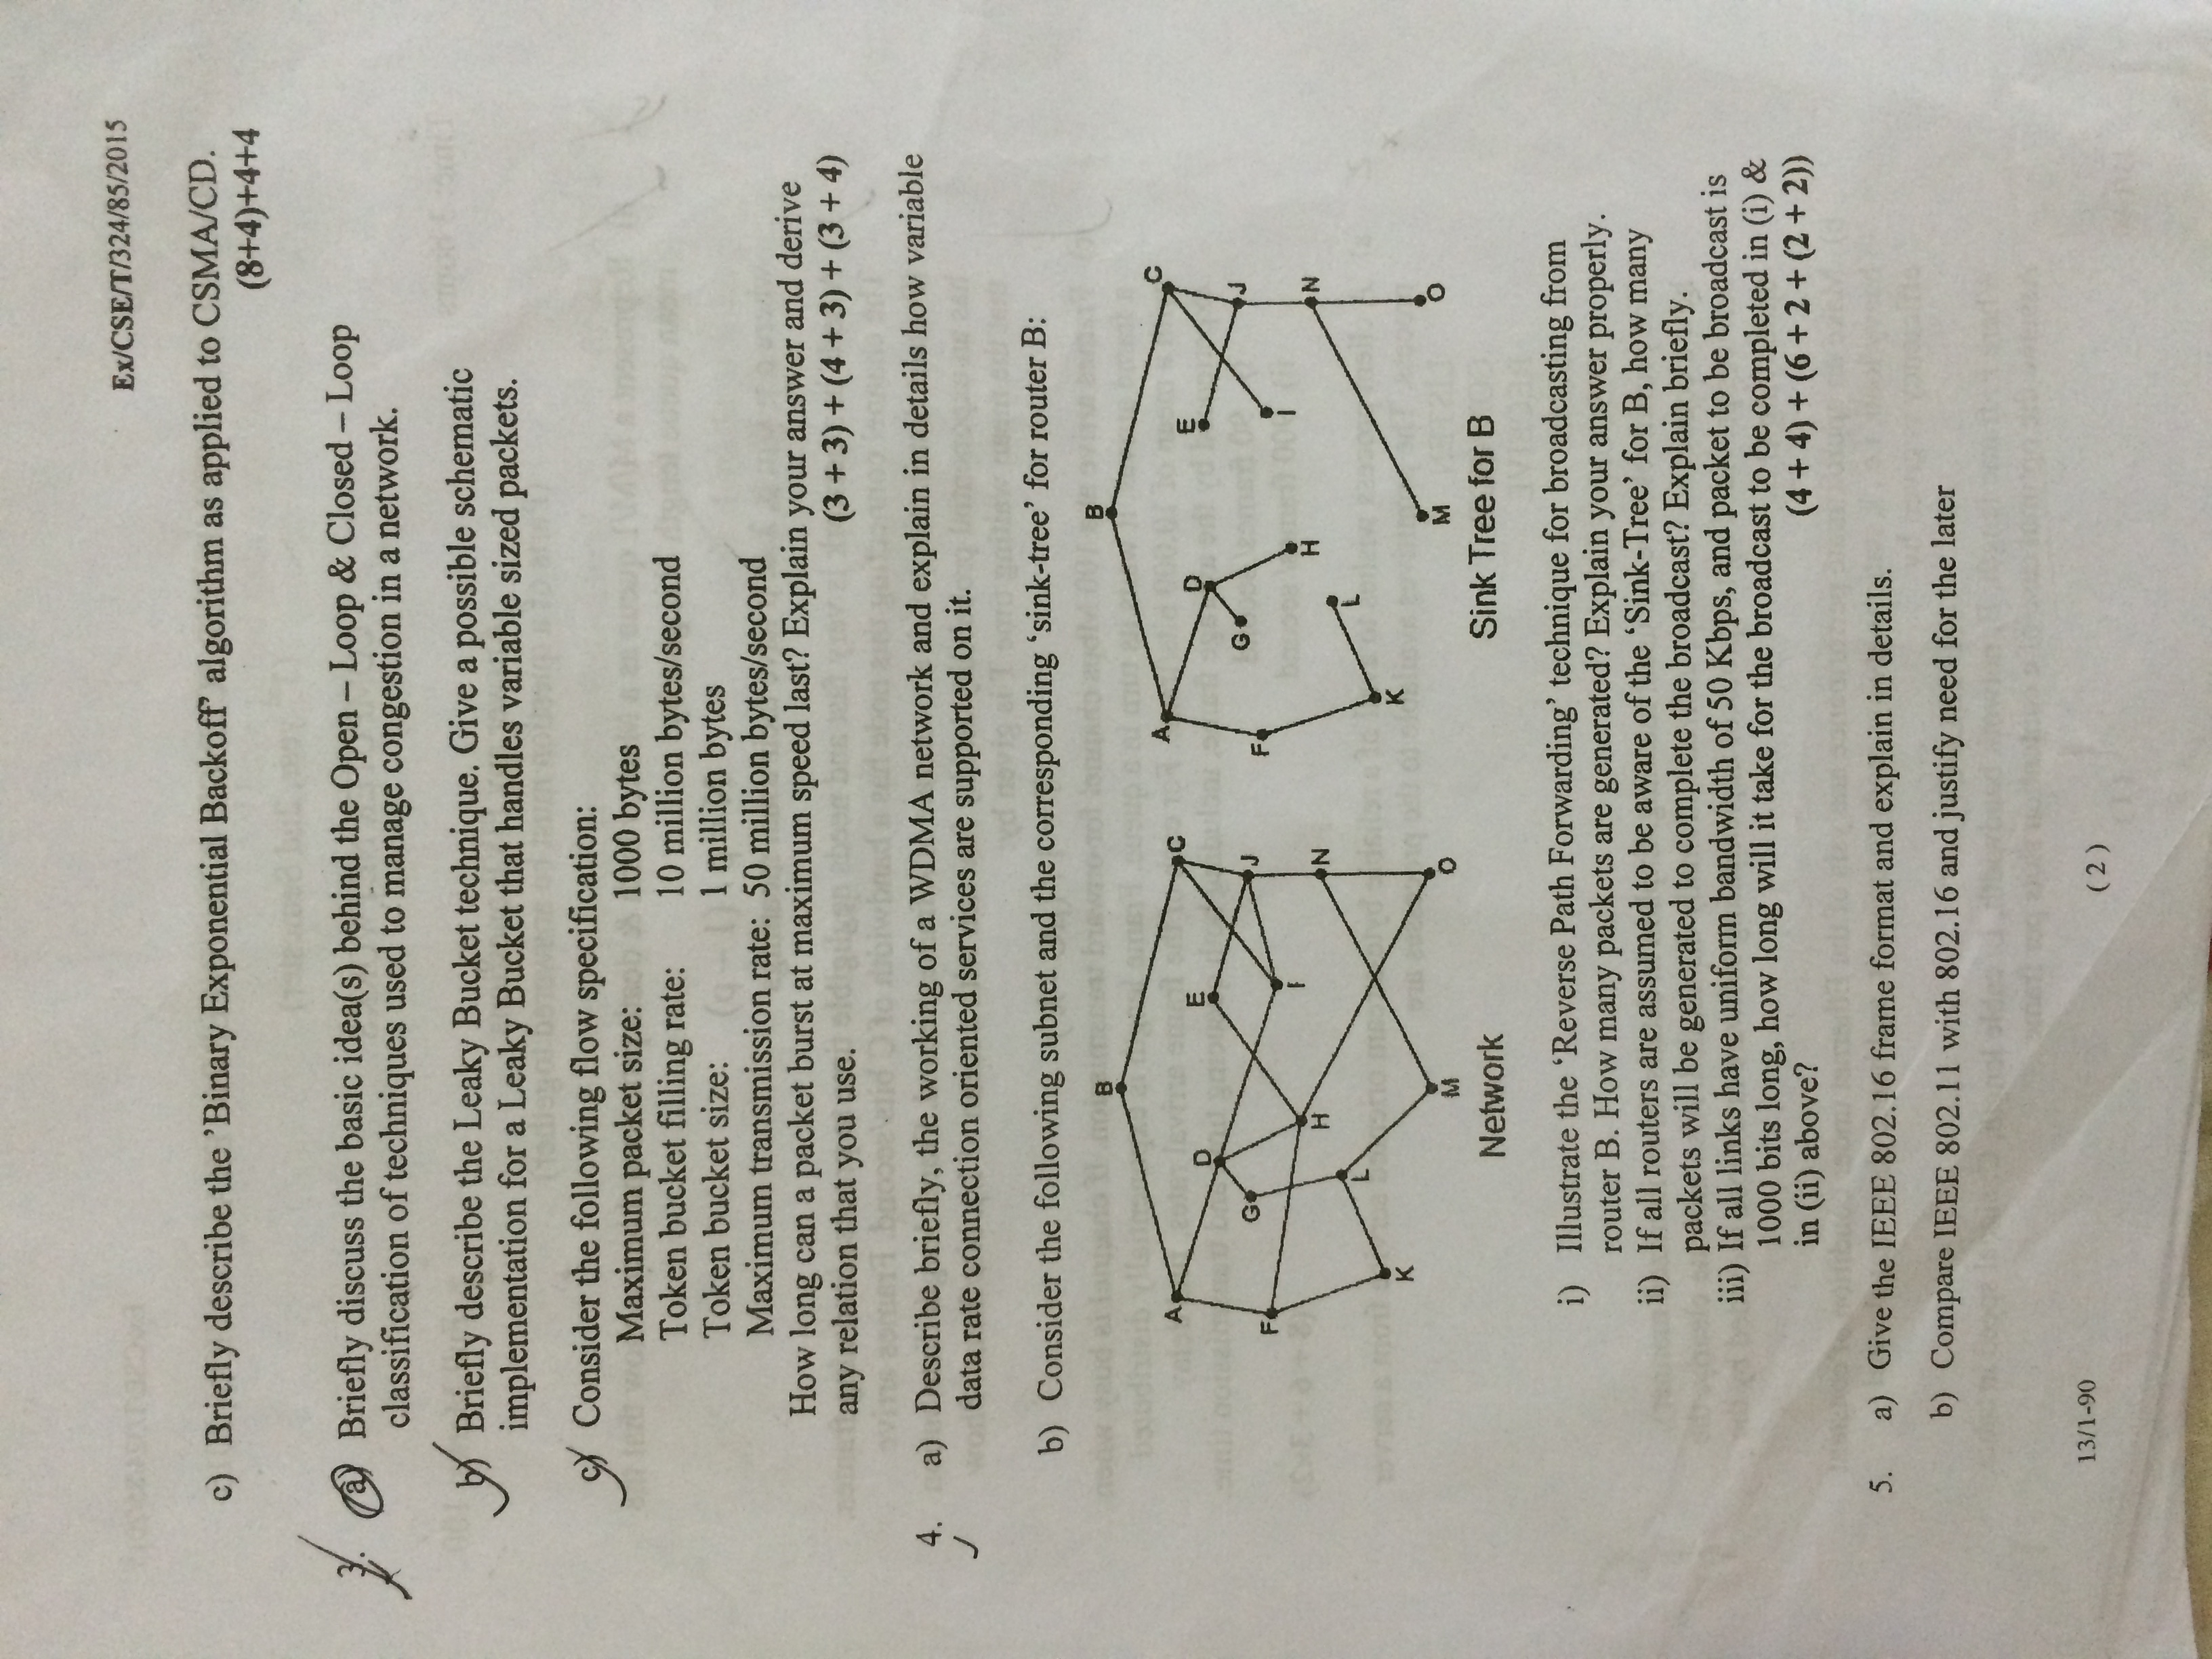 Ex/CSE/T/324/85/2015
c) Briefly describe the 'Binary Exponential Backoff' algorithm as applied to CSMA/CD.
(8+4)+4+4
3. a) Briefly discuss the basic idea(s) behind the Open – Loop & Closed – Loop
classification of techniques used to manage congestion in a network.
b) Briefly describe the Leaky Bucket technique. Give a possible schematic
implementation for a Leaky Bucket that handles variable sized packets.
c) Consider the following flow specification:
Maximum packet size: 1000 bytes
Token bucket filling rate: 10 million bytes/second
Token bucket size: 1 million bytes
Maximum transmission rate: 50 million bytes/second
How long can a packet burst at maximum speed last? Explain your answer and derive
any relation that you use. (3 + 3) + (4 + 3) + (3 + 4)
4. a) Describe briefly, the working of a WDMA network and explain in details how variable
data rate connection oriented services are supported on it.
b) Consider the following subnet and the corresponding 'sink-tree' for router B:
B
A
C
D
E
G
J
F
I
H
N
L
K
M
O
Network
B
A
C
D
E
G
J
F
I
H
N
L
K
M
O
Sink Tree for B
i) Illustrate the 'Reverse Path Forwarding' technique for broadcasting from
router B. How many packets are generated? Explain your answer properly.
ii) If all routers are assumed to be aware of the 'Sink-Tree' for B, how many
packets will be generated to complete the broadcast? Explain briefly.
iii) If all links have uniform bandwidth of 50 Kbps, and packet to be broadcast is
1000 bits long, how long will it take for the broadcast to be completed in (i) &
in (ii) above? (4 + 4) + (6 + 2 + (2 + 2))
5. a) Give the IEEE 802.16 frame format and explain in details.
b) Compare IEEE 802.11 with 802.16 and justify need for the later
13/1-90
( 2 )